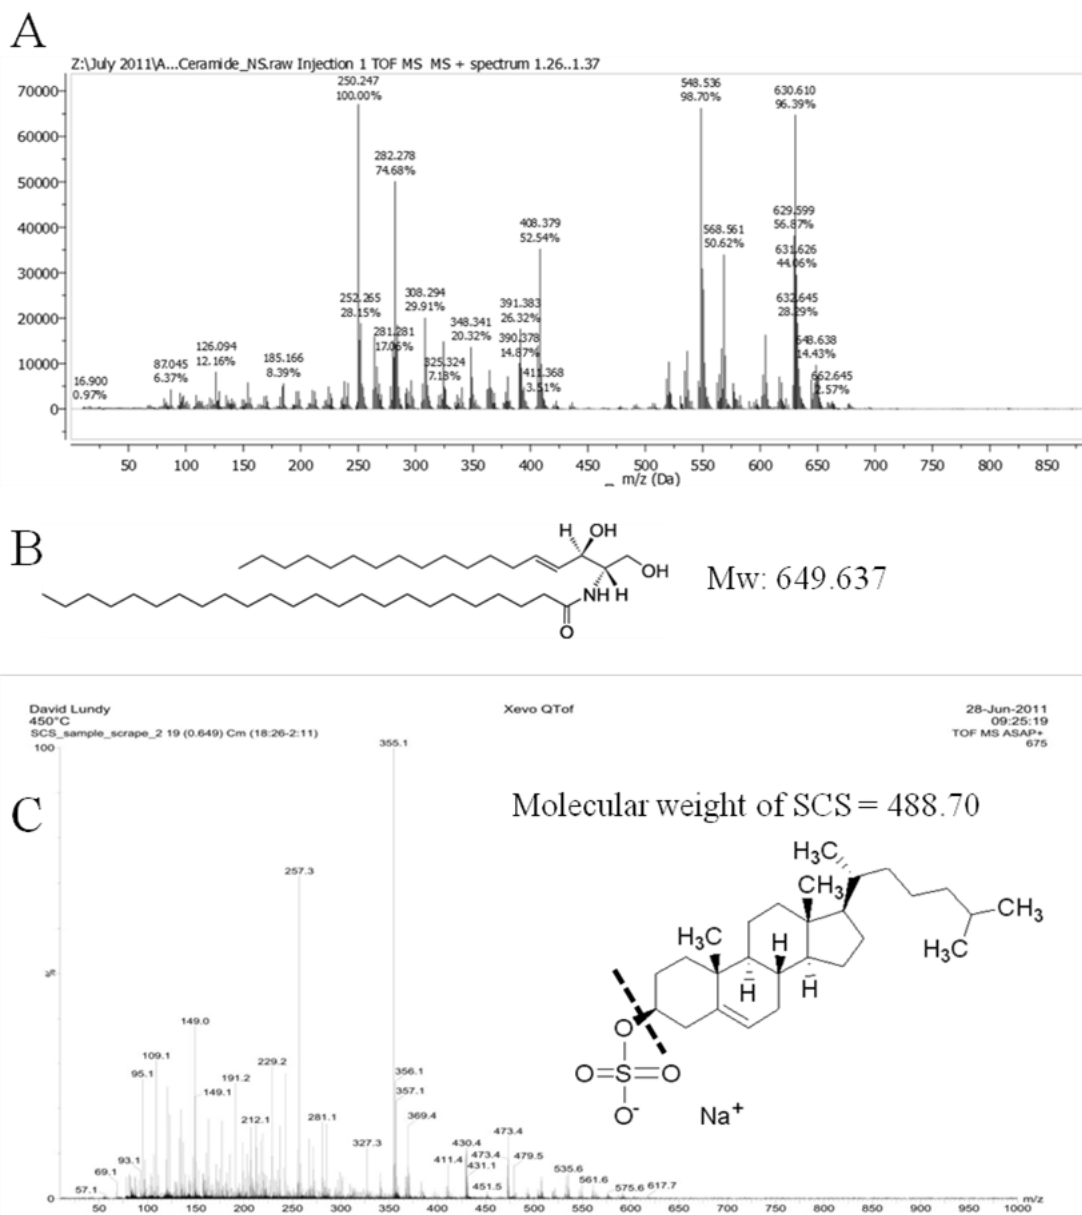 A
Z:\July 2011\A...Ceramide_NS.raw Injection 1 TOF MS MS + spectrum 1.26..1.37
250.247
100.00%
548.536
98.70%
630.610
96.39%
70000
60000
50000
40000
30000
20000
10000
0
282.278
74.68%
408.379
52.54%
629.599
56.87%
568.561
50.62%
631.626
44.06%
308.294
29.91%
252.265
28.15%
391.383
26.32%
632.645
28.29%
348.341
20.32%
281.281
17.06%
390.378
14.87%
648.638
14.43%
126.094
12.16%
185.166
8.39%
325.324
7.18%
87.045
6.37%
411.368
3.51%
662.645
2.57%
16.900
0.97%
50 100 150 200 250 300 350 400 450 500 550 600 650 700 750 800 850
m/z (Da)
B
H OH
OH
NH H
O
Mw: 649.637
David Lundy Xevo QTof 28-Jun-2011
450°C 09:25:19
SCS_sample_scrape_2 19 (0.649) Cm (18:26-2:11) TOF MS ASAP+
675
100
355.1
C
Molecular weight of SCS = 488.70
257.3
%
149.0
109.1
95.1
229.2
191.2
149.1
356.1
357.1
212.1
281.1
369.4
327.3
93.1
69.1
57.1
430.4
473.4
411.4
473.4
479.5
431.1
451.5
535.6
561.6
575.6
617.7
0
H3C
CH3
CH3
H3C
H3C
H
H
H
O
O=S=O
O-
Na+
50 100 150 200 250 300 350 400 450 500 550 600 650 700 750 800 850 900 950 1000
m/z